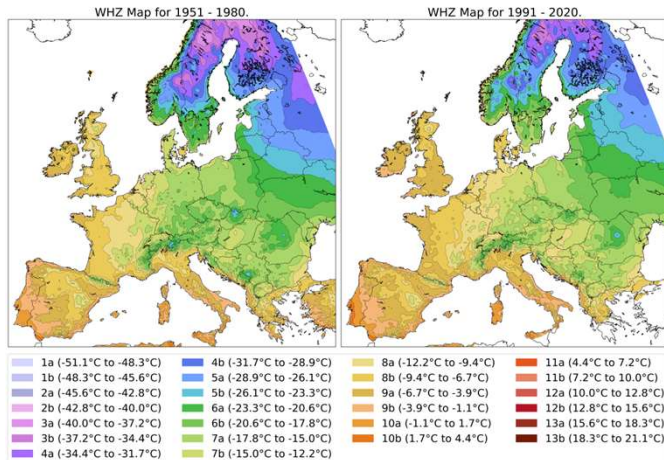 WHZ Map for 1951 - 1980.
WHZ Map for 1991 - 2020.
1a (-51.1°C to -48.3°C)
1b (-48.3°C to -45.6°C)
2a (-45.6°C to -42.8°C)
2b (-42.8°C to -40.0°C)
3a (-40.0°C to -37.2°C)
3b (-37.2°C to -34.4°C)
4a (-34.4°C to -31.7°C)
4b (-31.7°C to -28.9°C)
5a (-28.9°C to -26.1°C)
5b (-26.1°C to -23.3°C)
6a (-23.3°C to -20.6°C)
6b (-20.6°C to -17.8°C)
7a (-17.8°C to -15.0°C)
7b (-15.0°C to -12.2°C)
8a (-12.2°C to -9.4°C)
8b (-9.4°C to -6.7°C)
9a (-6.7°C to -3.9°C)
9b (-3.9°C to -1.1°C)
10a (-1.1°C to 1.7°C)
10b (1.7°C to 4.4°C)
11a (4.4°C to 7.2°C)
11b (7.2°C to 10.0°C)
12a (10.0°C to 12.8°C)
12b (12.8°C to 15.6°C)
13a (15.6°C to 18.3°C)
13b (18.3°C to 21.1°C)